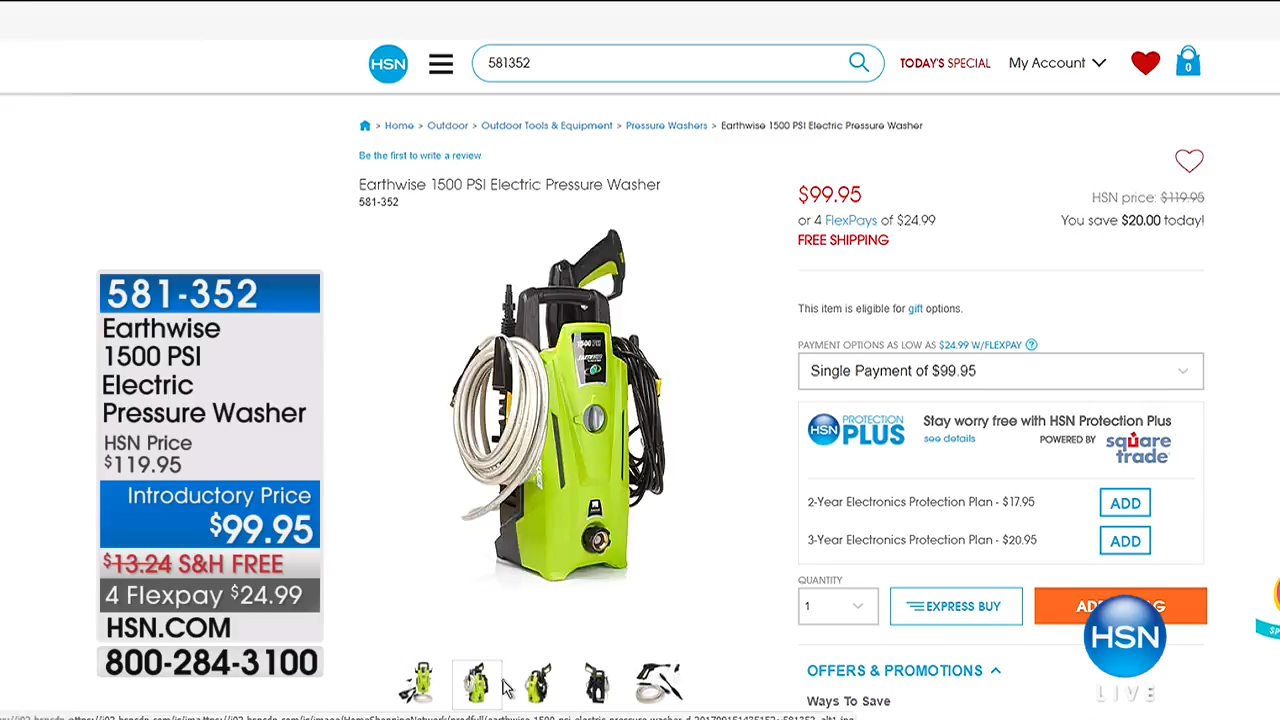 HSN
581352
TODAY'S SPECIAL
My Account
0
> Home > Outdoor > Outdoor Tools & Equipment > Pressure Washers > Earthwise 1500 PSI Electric Pressure Washer
Be the first to write a review
Earthwise 1500 PSI Electric Pressure Washer
581-352
$99.95
HSN price: $119.95
or 4 FlexPays of $24.99
You save $20.00 today!
FREE SHIPPING
This item is eligible for gift options.
PAYMENT OPTIONS AS LOW AS $24.99 W/FLEXPAY ?
Single Payment of $99.95
HSN PROTECTION PLUS
Stay worry free with HSN Protection Plus
see details
POWERED BY square trade
2-Year Electronics Protection Plan - $17.95
ADD
3-Year Electronics Protection Plan - $20.95
ADD
QUANTITY
1
EXPRESS BUY
OFFERS & PROMOTIONS
Ways To Save
581-352
Earthwise
1500 PSI
Electric
Pressure Washer
HSN Price
$119.95
Introductory Price
$99.95
$13.24 S&H FREE
4 Flexpay $24.99
HSN.COM
800-284-3100
1500 PSI
HSN
LIVE